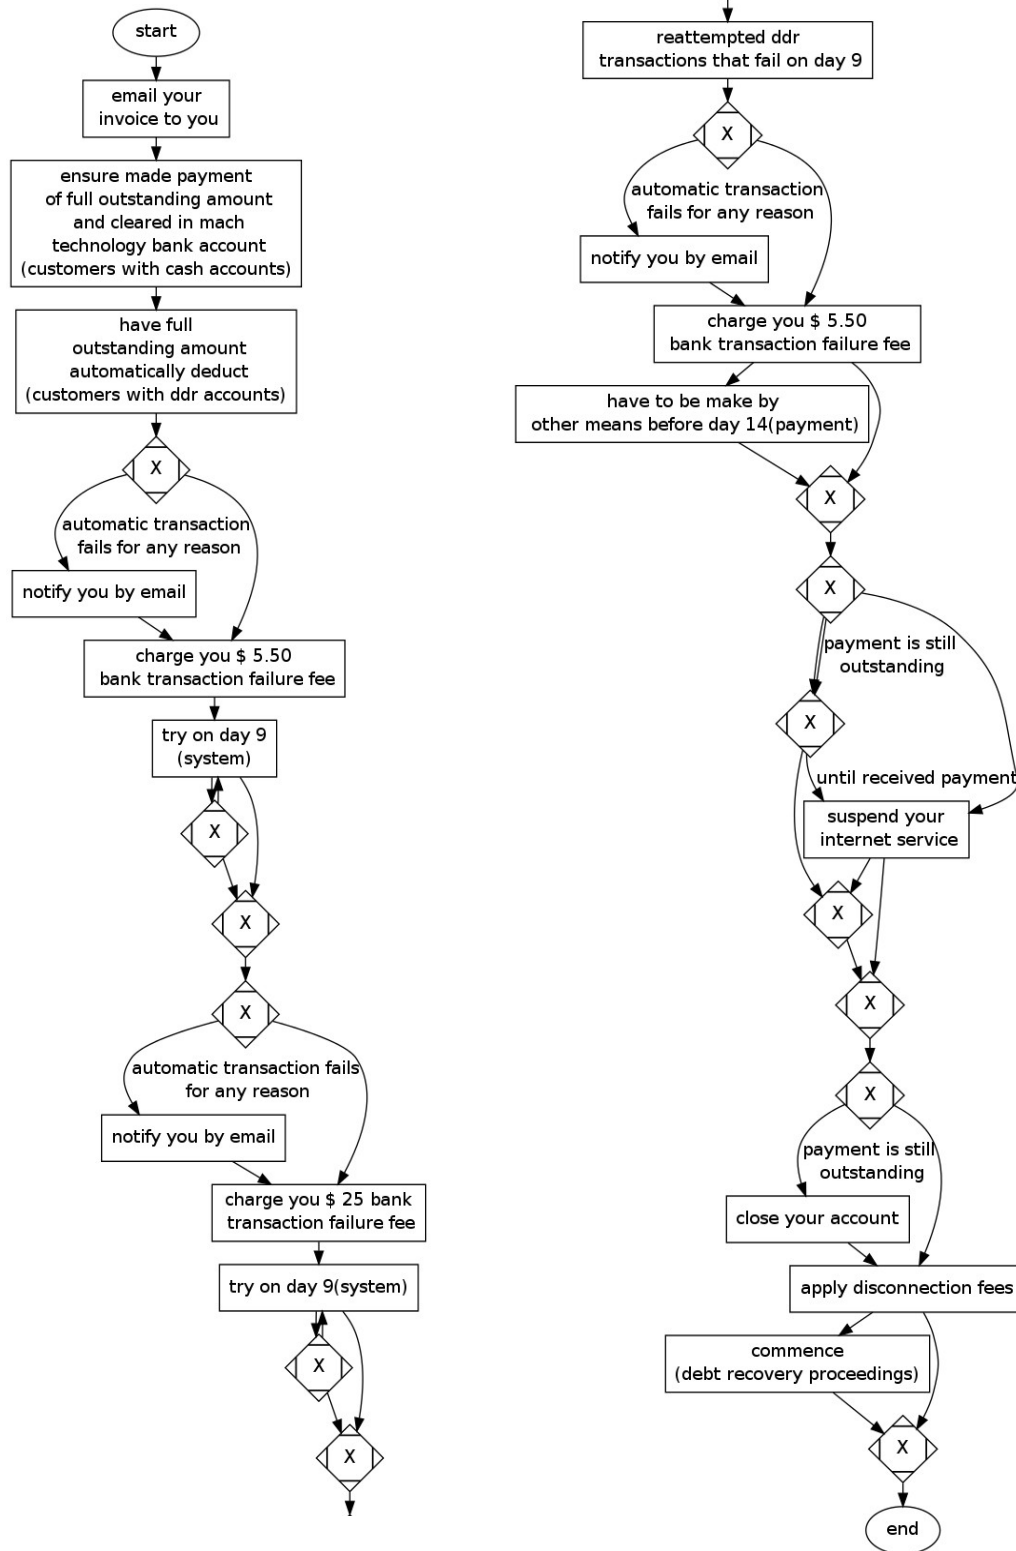 start
email your
invoice to you
ensure made payment
of full outstanding amount
and cleared in mach
technology bank account
(customers with cash accounts)
have full
outstanding amount
automatically deduct
(customers with ddr accounts)
X
automatic transaction
fails for any reason
notify you by email
charge you $ 5.50
bank transaction failure fee
try on day 9
(system)
X
X
X
automatic transaction fails
for any reason
notify you by email
charge you $ 25 bank
transaction failure fee
try on day 9(system)
X
X
reattempted ddr
transactions that fail on day 9
X
automatic transaction
fails for any reason
notify you by email
charge you $ 5.50
bank transaction failure fee
have to be make by
other means before day 14(payment)
X
X
payment is still
outstanding
X
until received payment
suspend your
internet service
X
X
X
payment is still
outstanding
close your account
apply disconnection fees
commence
(debt recovery proceedings)
X
end